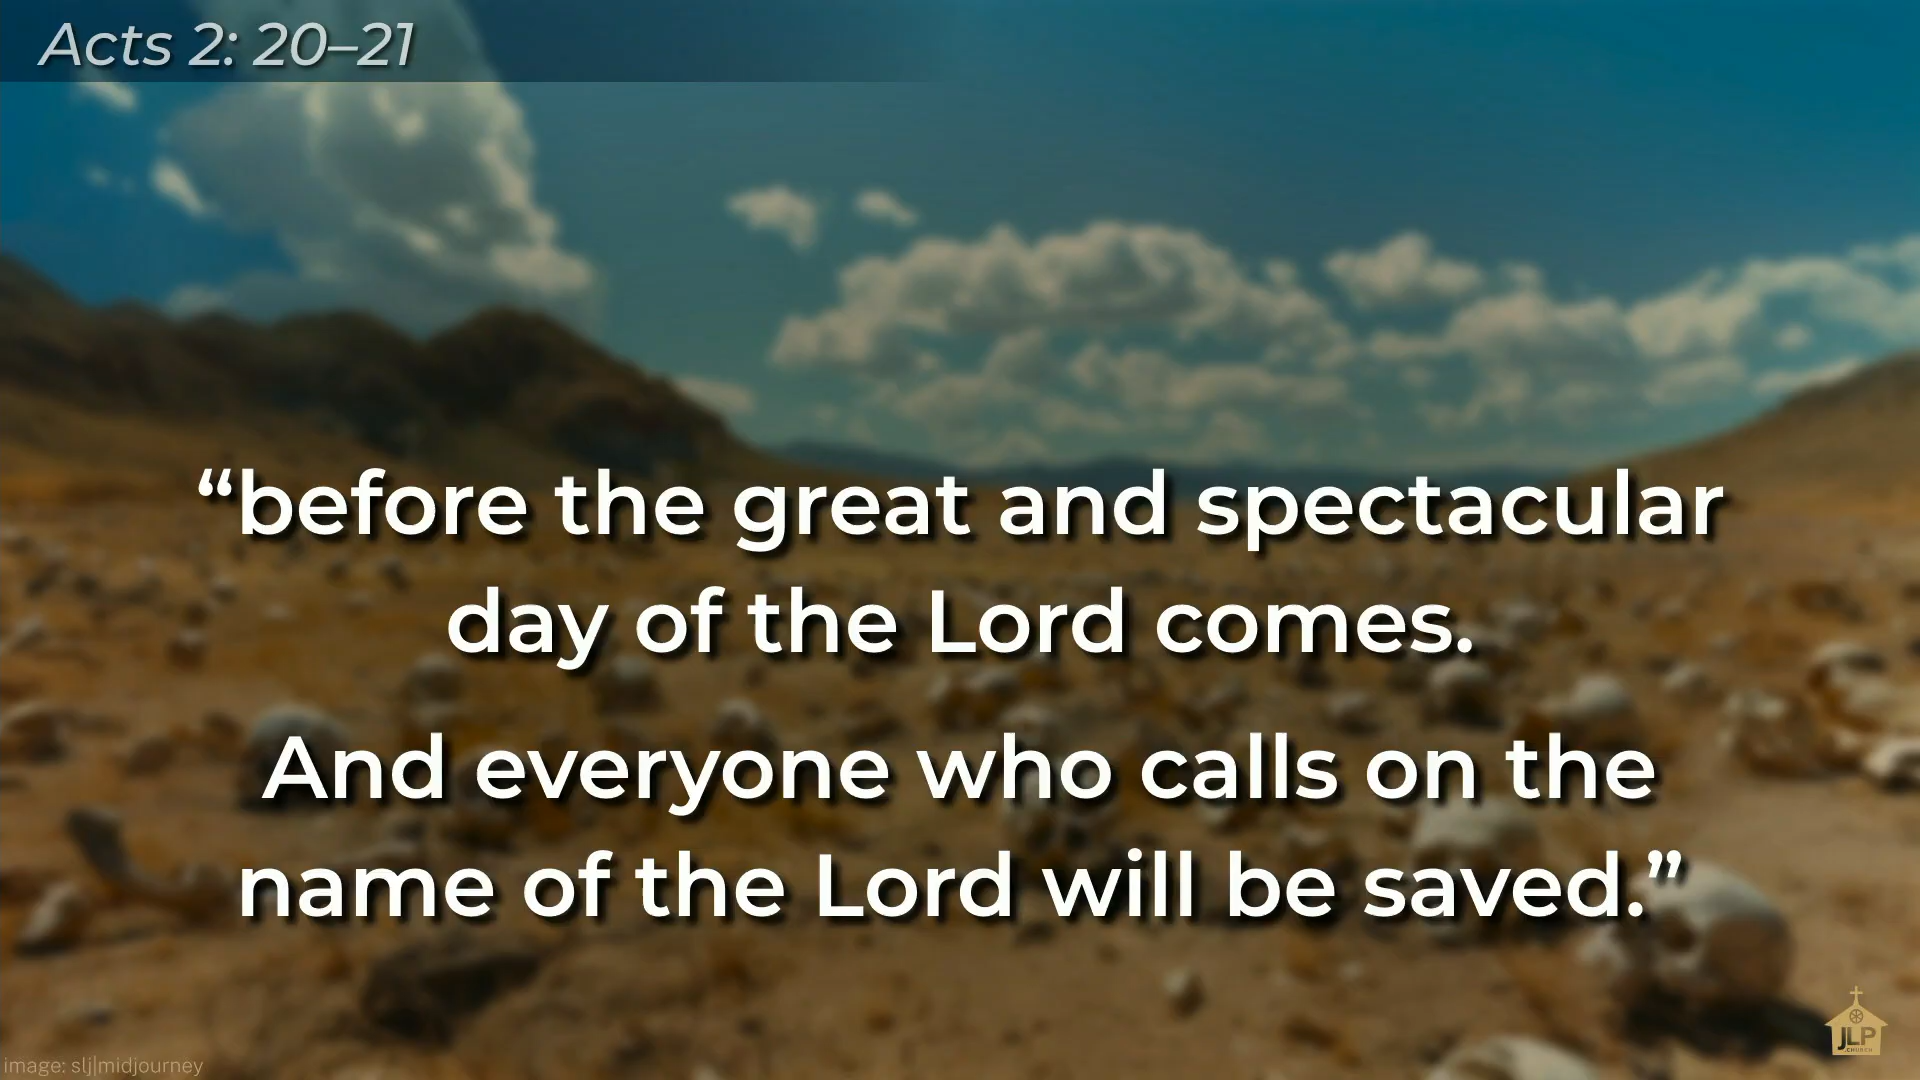 Acts 2: 20–21
“before the great and spectacular
day of the Lord comes.
And everyone who calls on the
name of the Lord will be saved.”
JLP
CHURCH
image: slj|midjourney